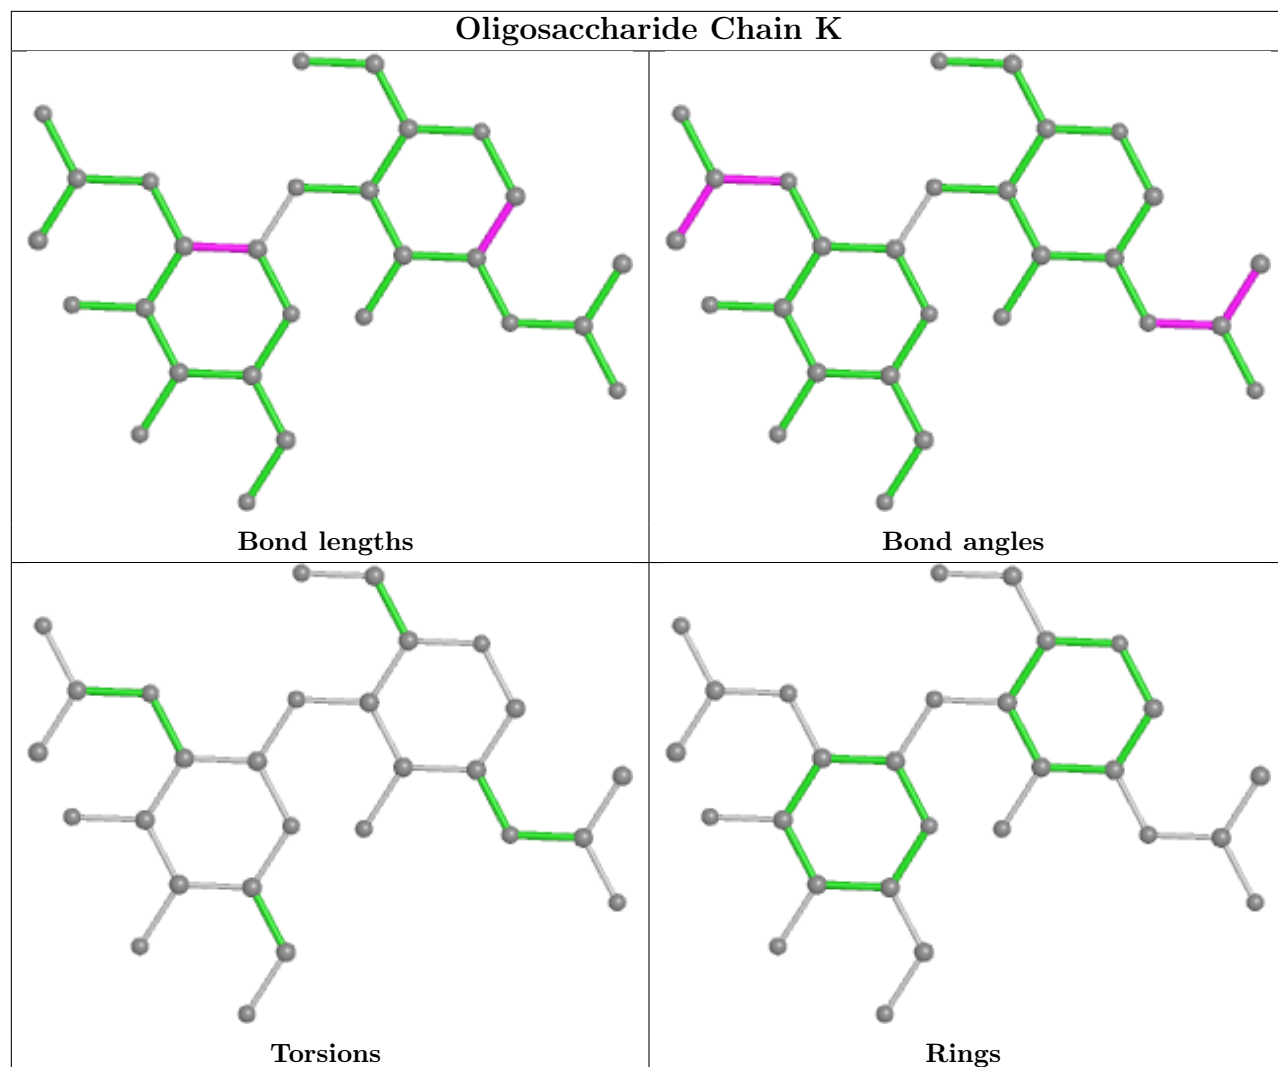 Oligosaccharide Chain K
Bond lengths
Bond angles
Torsions
Rings